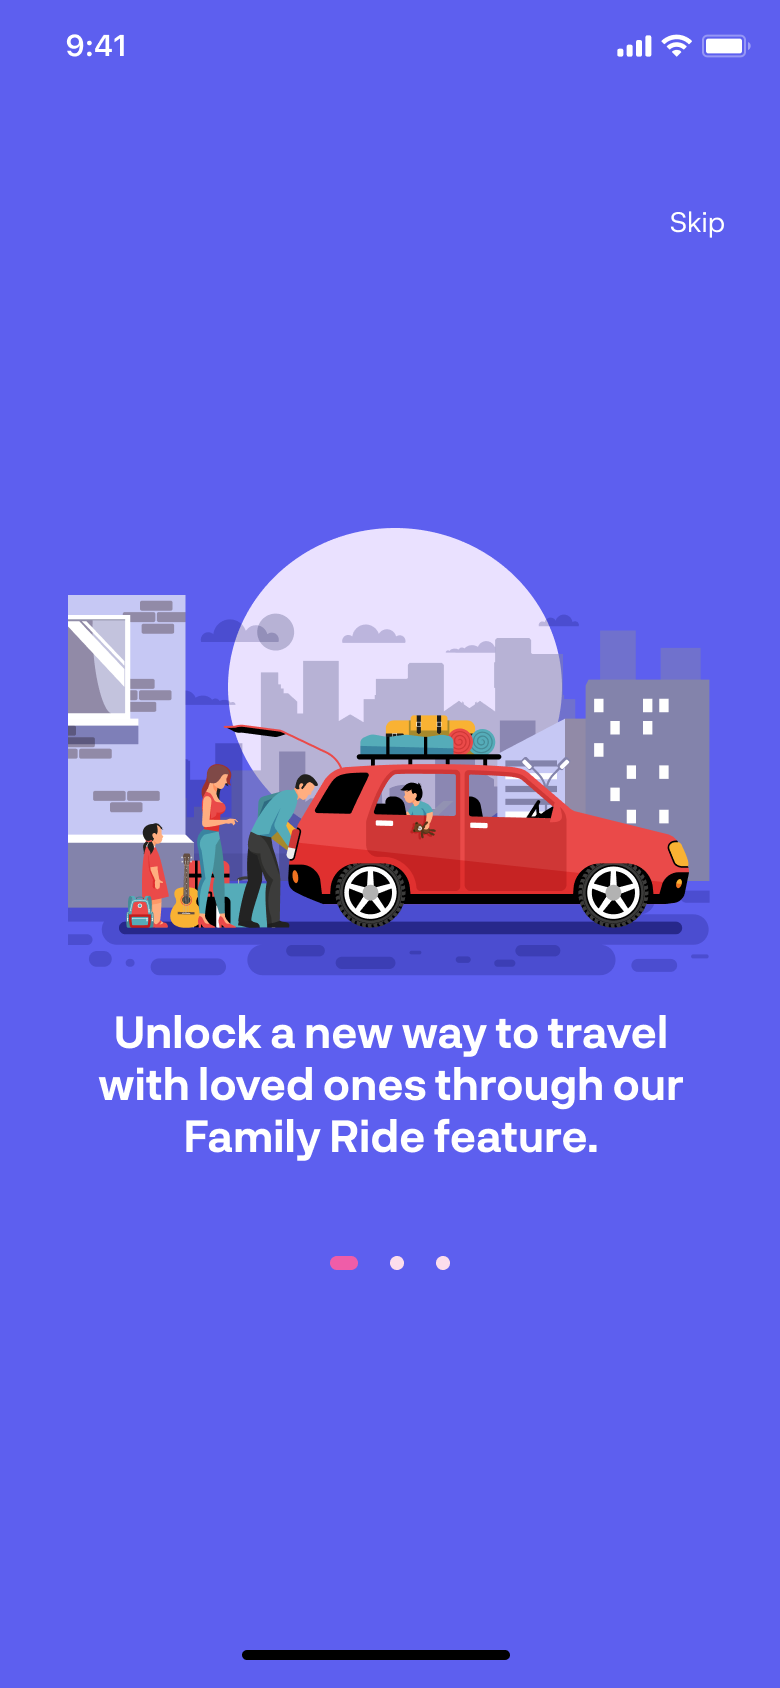 9:41
Skip
Unlock a new way to travel
with loved ones through our
Family Ride feature.